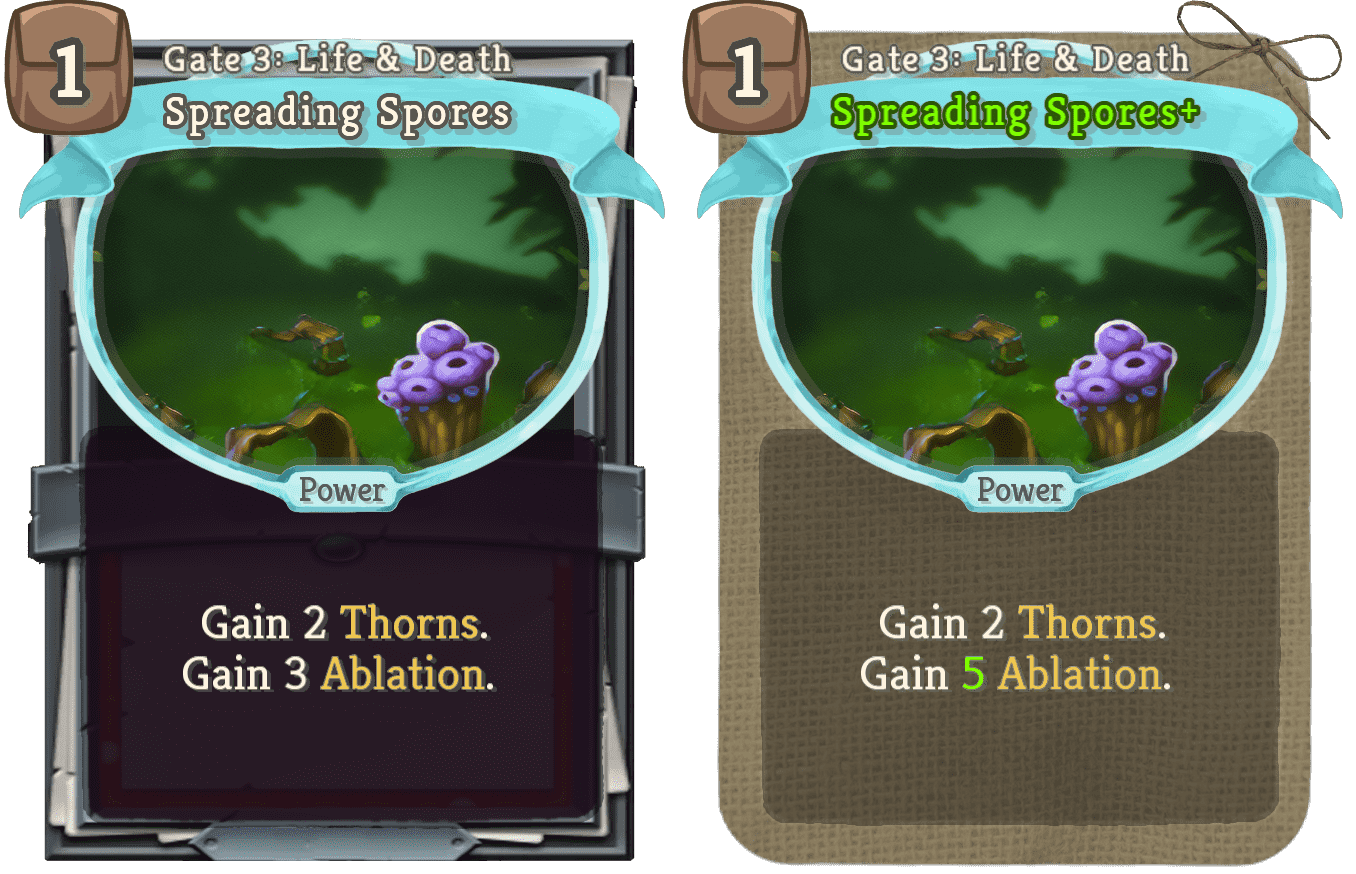 1
Gate 3: Life & Death
Spreading Spores
Power
Gain 2 Thorns.
Gain 3 Ablation.
1
Gate 3: Life & Death
Spreading Spores+
Power
Gain 2 Thorns.
Gain 5 Ablation.